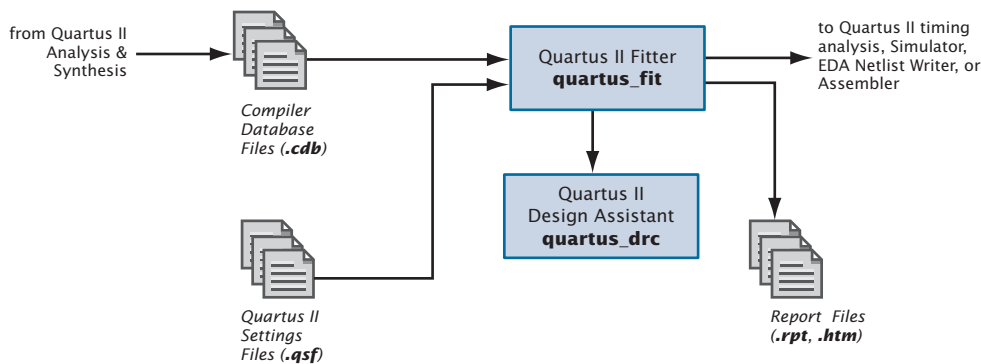 from Quartus II
Analysis &
Synthesis
Compiler
Database
Files (.cdb)
Quartus II Fitter
quartus_fit
to Quartus II timing
analysis, Simulator,
EDA Netlist Writer, or
Assembler
Quartus II
Design Assistant
quartus_drc
Quartus II
Settings
Files (.qsf)
Report Files
(.rpt, .htm)